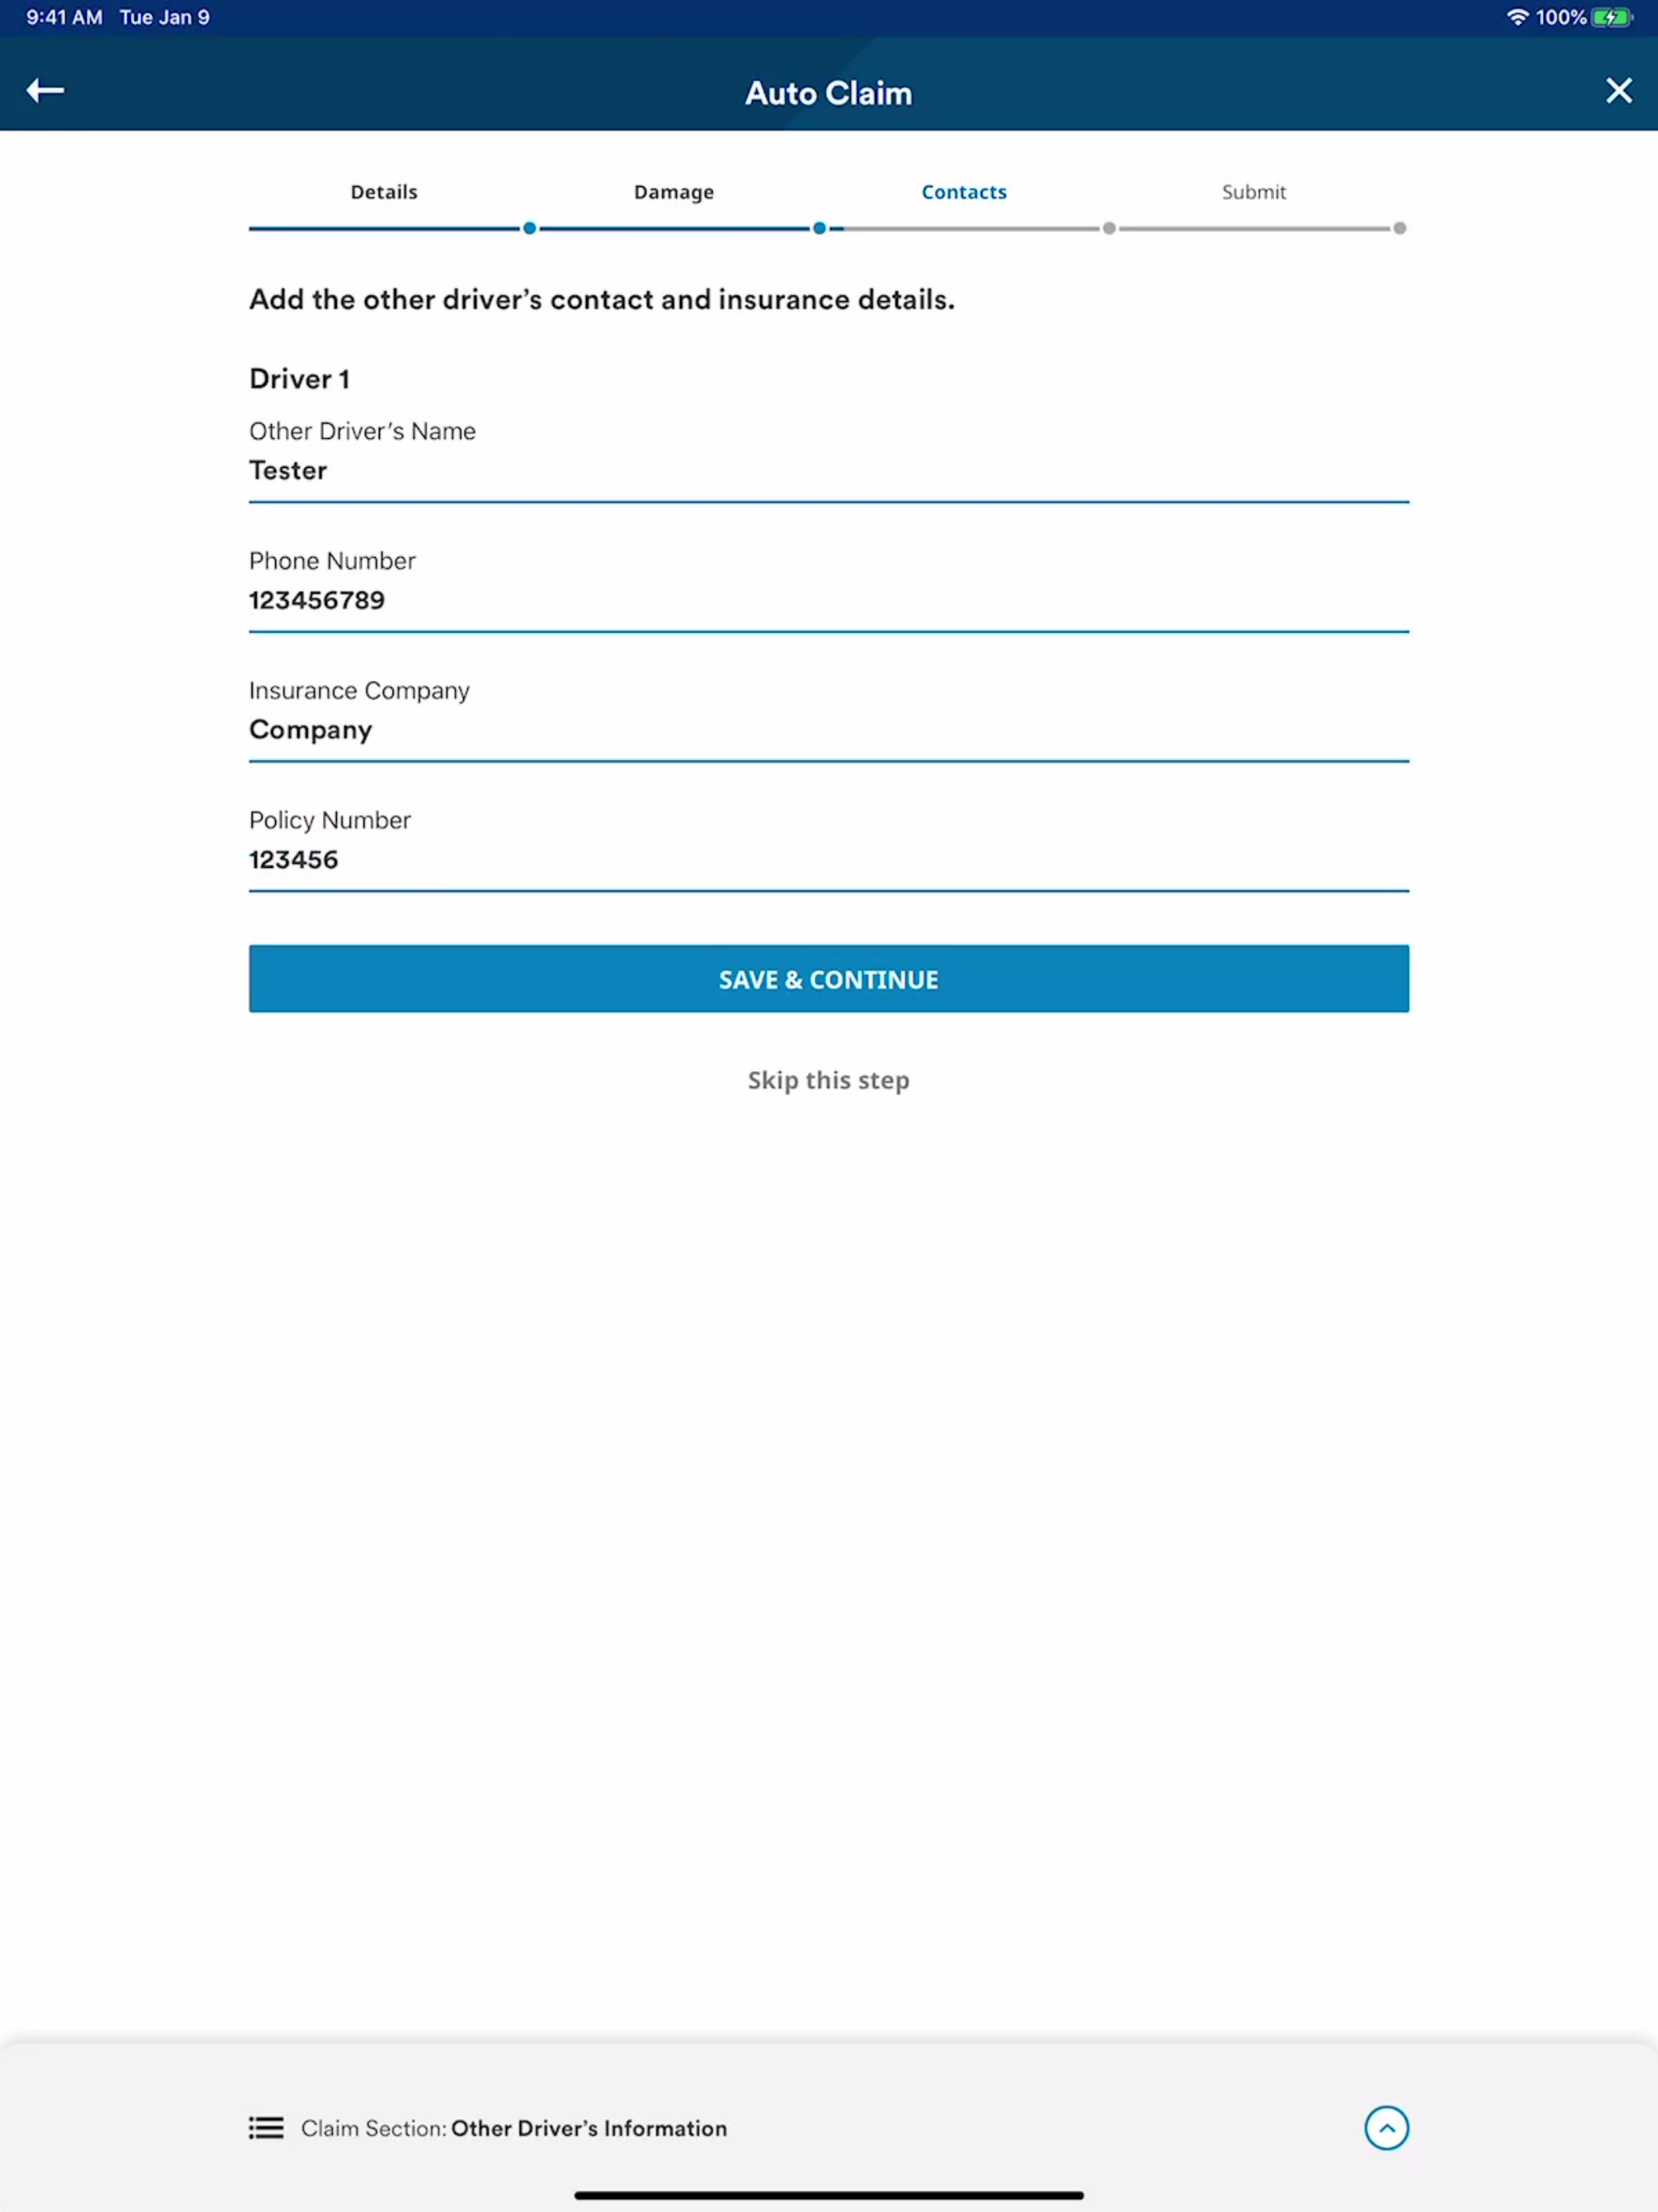 9:41 AM Tue Jan 9
100%
Auto Claim
Details Damage Contacts Submit
Add the other driver’s contact and insurance details.
Driver 1
Other Driver’s Name
Tester
Phone Number
123456789
Insurance Company
Company
Policy Number
123456
SAVE & CONTINUE
Skip this step
Claim Section: Other Driver’s Information